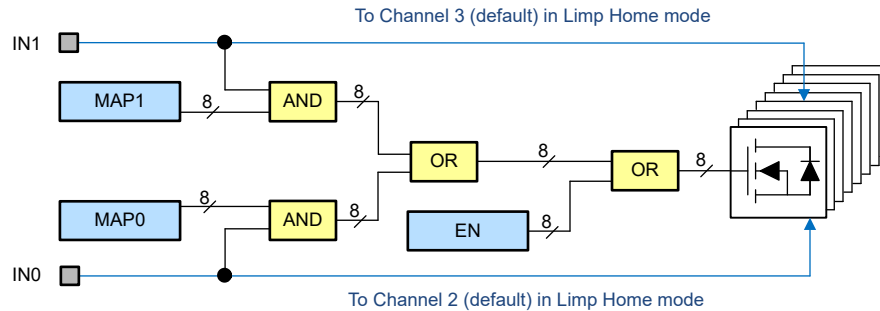 To Channel 3 (default) in Limp Home mode
IN1
MAP1
8
AND
8
OR
8
OR
8
MAP0
8
AND
8
EN
8
IN0
To Channel 2 (default) in Limp Home mode